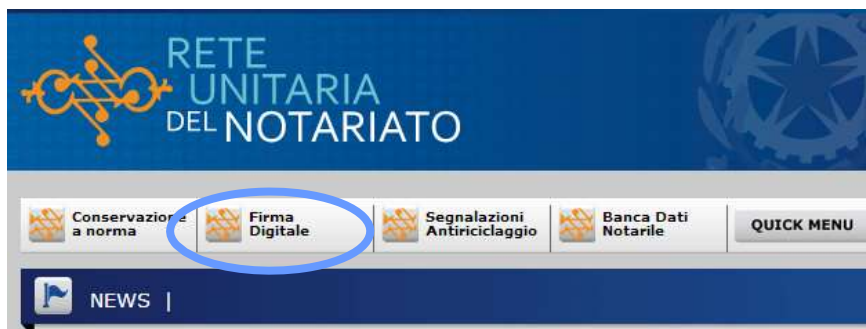 RETE
UNITARIA
DEL NOTARIATO
Conservazione
a norma
Firma
Digitale
Segnalazioni
Antiriciclaggio
Banca Dati
Notarile
QUICK MENU
NEWS |